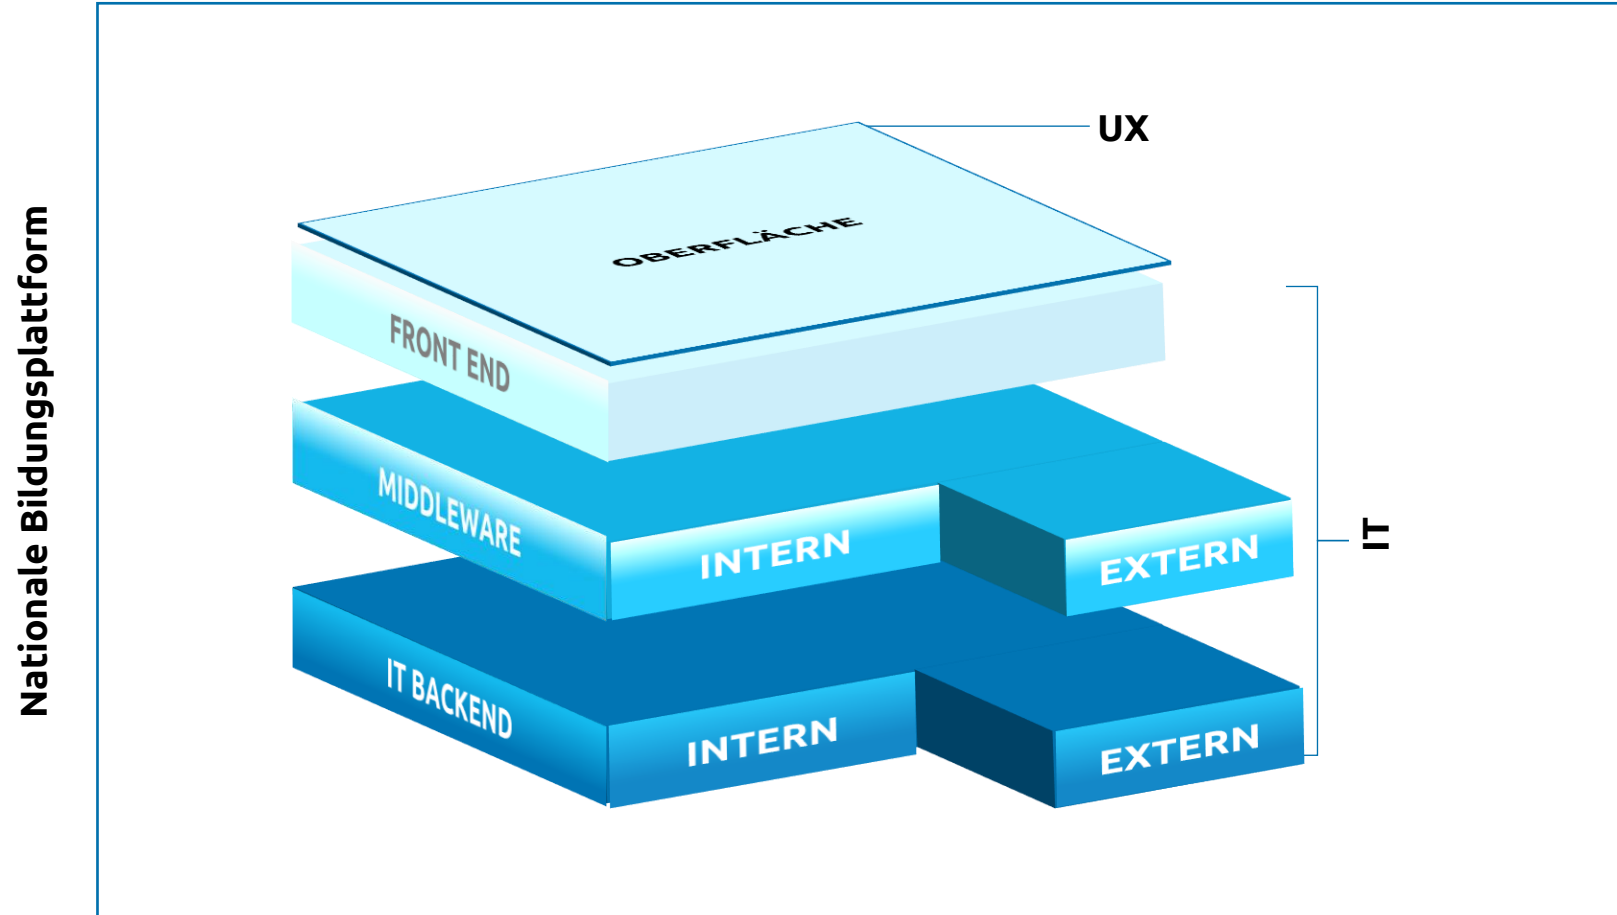 Nationale Bildungsplattform
UX
OBERFLÄCHE
FRONT END
MIDDLEWARE
INTERN
EXTERN
IT
IT BACKEND
INTERN
EXTERN